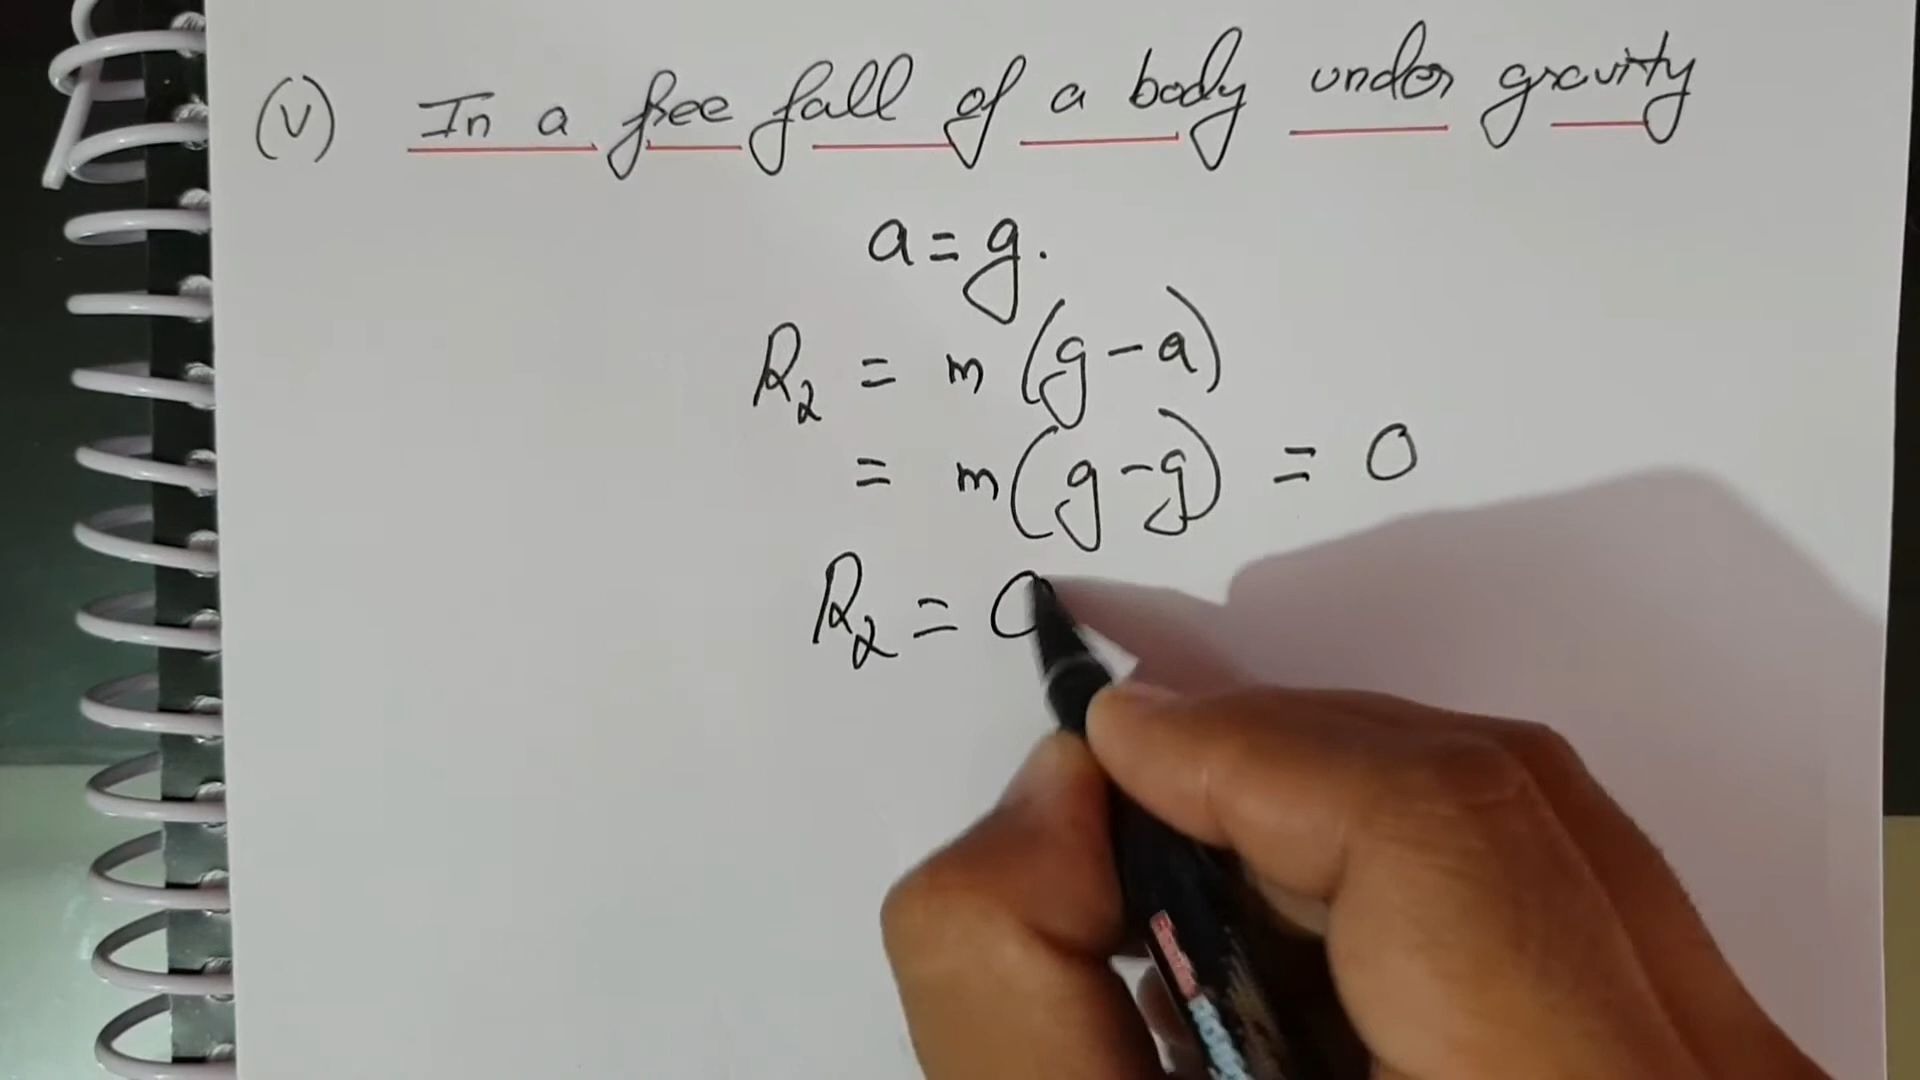 (V) In a free fall of a body under gravity
a = g.
R₂ = m (g - a)
= m (g - g) = 0
R₂ = 0